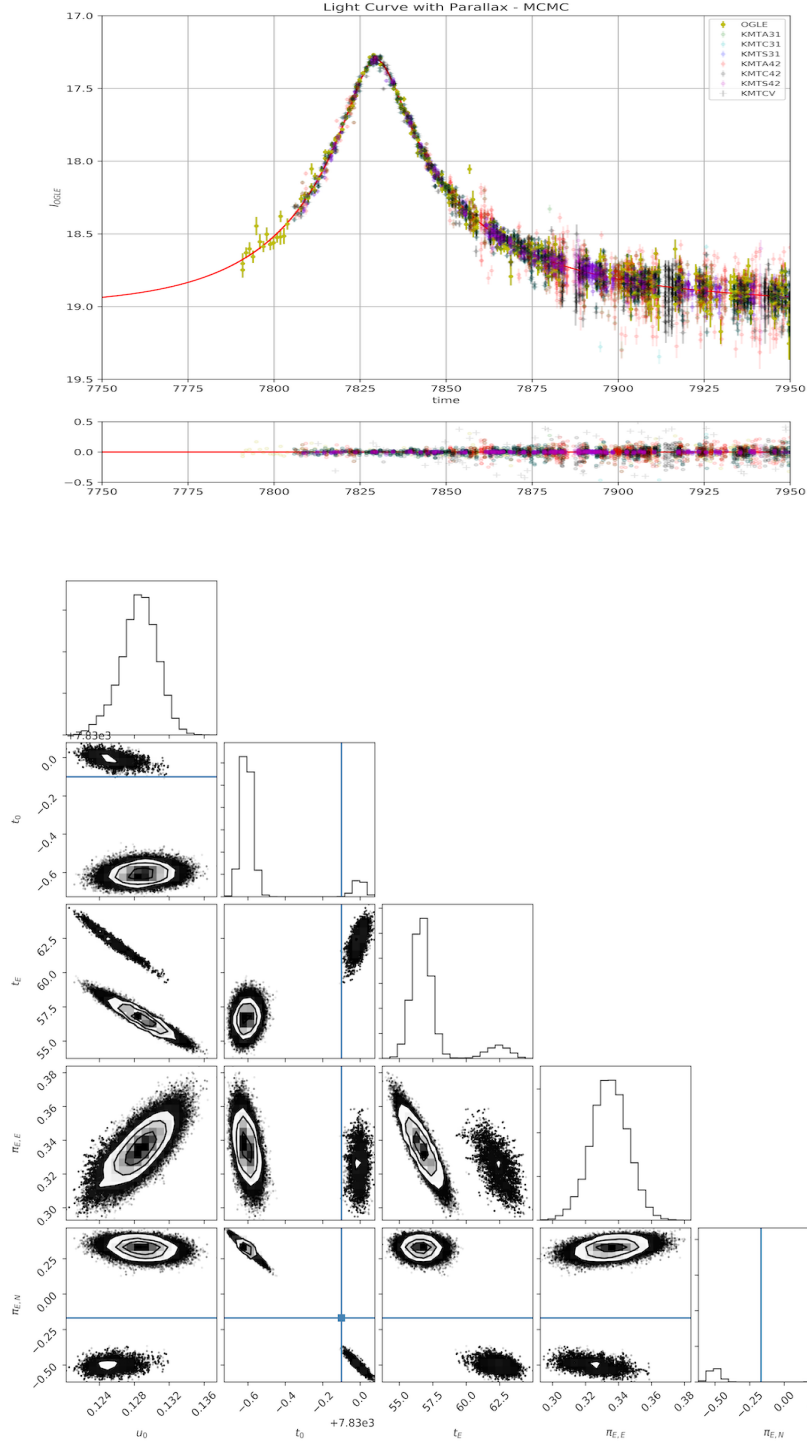 Light Curve with Parallax - MCMC
17.0
17.5
18.0
18.5
19.0
19.5
I_OGLE
OGLE
KMTA31
KMTC31
KMTS31
KMTA42
KMTC42
KMTS42
KMTCV
7750 7775 7800 7825 7850 7875 7900 7925 7950
time
0.5
0.0
−0.5
7750 7775 7800 7825 7850 7875 7900 7925 7950
+7.83e3
t_0
0.0
−0.2
−0.4
−0.6
t_E
62.5
60.0
57.5
55.0
π_{E,E}
0.38
0.36
0.34
0.32
0.30
π_{E,N}
0.25
0.00
−0.25
−0.50
0.124 0.128 0.132 0.136
u_0
−0.6 −0.4 −0.2 0.0
+7.83e3
t_0
55.0 57.5 60.0 62.5
t_E
0.30 0.32 0.34 0.36 0.38
π_{E,E}
−0.50 −0.25 0.00
π_{E,N}